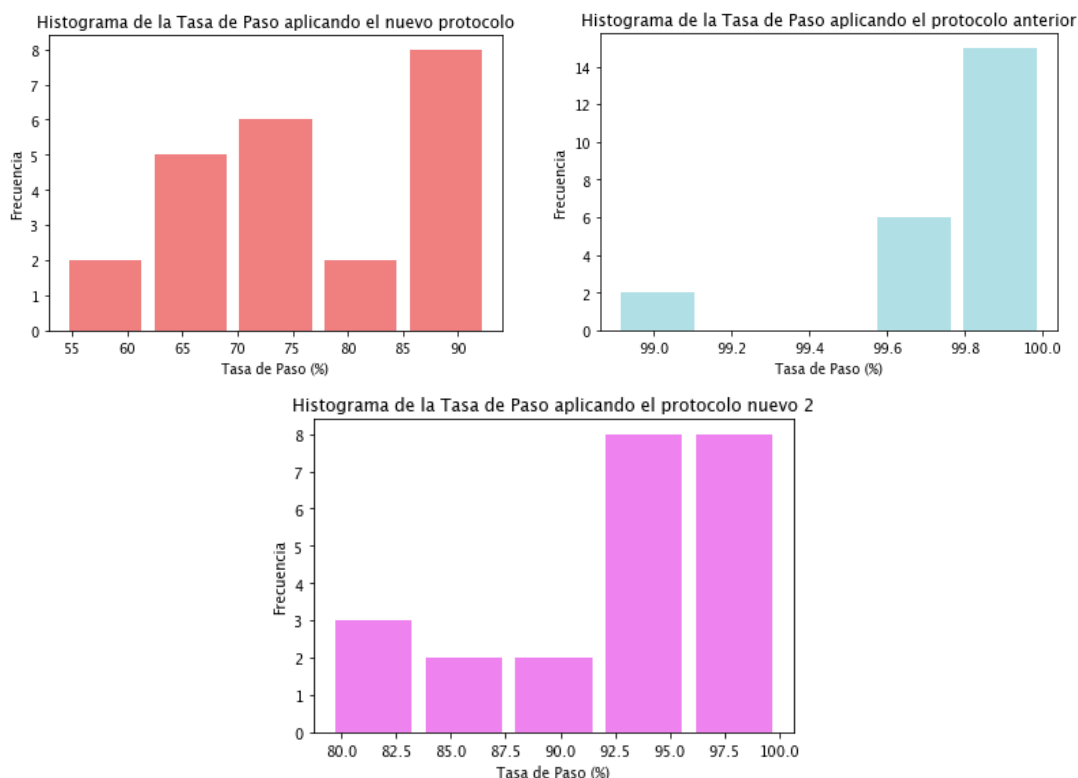 Histograma de la Tasa de Paso aplicando el nuevo protocolo
8
7
6
5
4
3
2
1
0
Frecuencia
55 60 65 70 75 80 85 90
Tasa de Paso (%)
Histograma de la Tasa de Paso aplicando el protocolo anterior
14
12
10
8
6
4
2
0
Frecuencia
99.0 99.2 99.4 99.6 99.8 100.0
Tasa de Paso (%)
Histograma de la Tasa de Paso aplicando el protocolo nuevo 2
8
7
6
5
4
3
2
1
0
Frecuencia
80.0 82.5 85.0 87.5 90.0 92.5 95.0 97.5 100.0
Tasa de Paso (%)